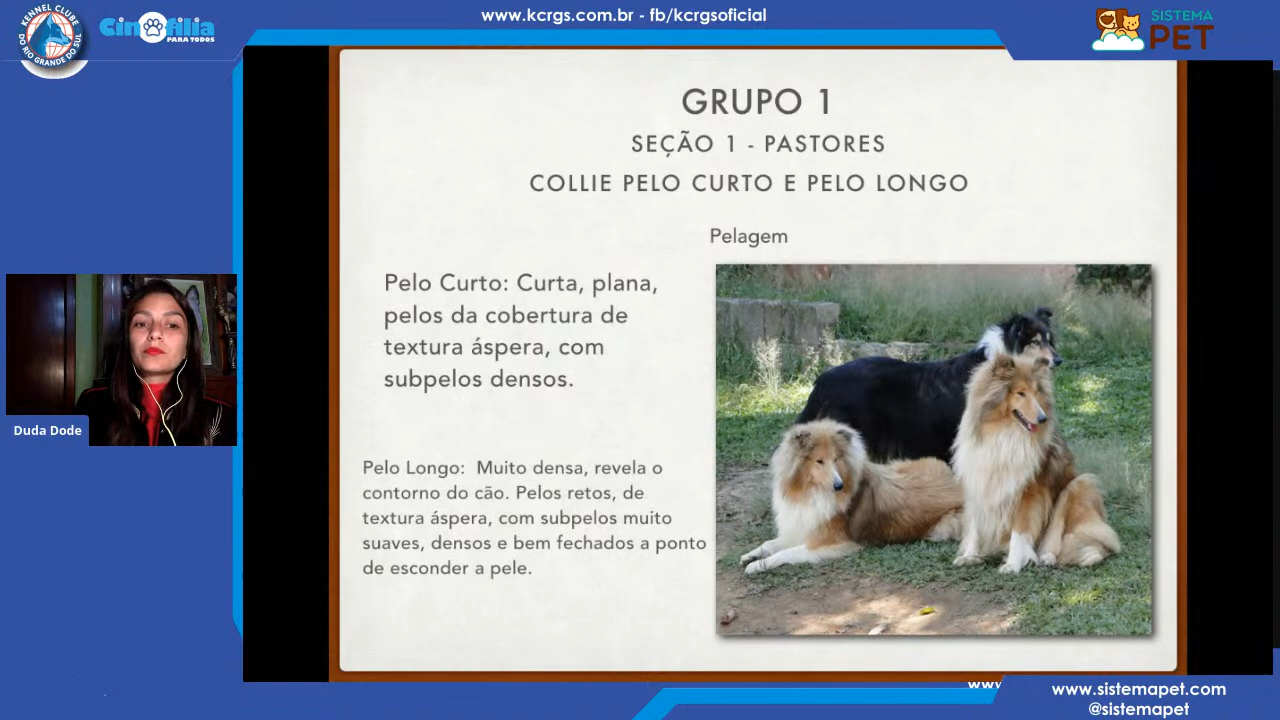 www.kcrgs.com.br - fb/kcrgsoficial
KENNEL CLUBE
DO RIO GRANDE DO SUL
Cinofilia
PARA TODOS
SISTEMA
PET
GRUPO 1
SEÇÃO 1 - PASTORES
COLLIE PELO CURTO E PELO LONGO
Pelagem
Pelo Curto: Curta, plana,
pelos da cobertura de
textura áspera, com
subpelos densos.
Duda Dode
Pelo Longo: Muito densa, revela o
contorno do cão. Pelos retos, de
textura áspera, com subpelos muito
suaves, densos e bem fechados a ponto
de esconder a pele.
www
www.sistemapet.com
@sistemapet